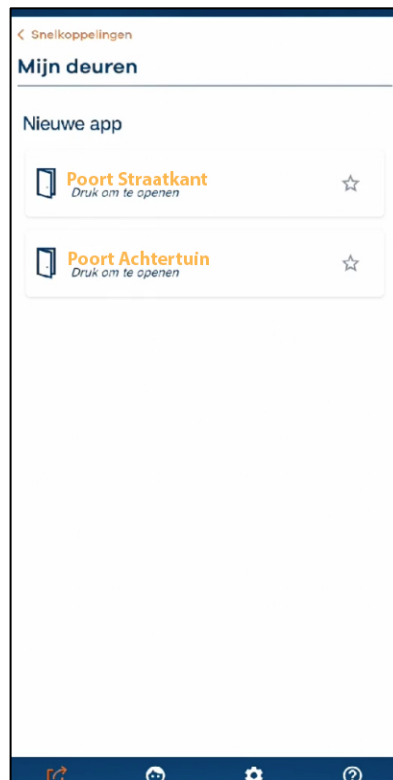 Snelkoppelingen
Mijn deuren
Nieuwe app
Poort Straatkant
Druk om te openen
Poort Achtertuin
Druk om te openen